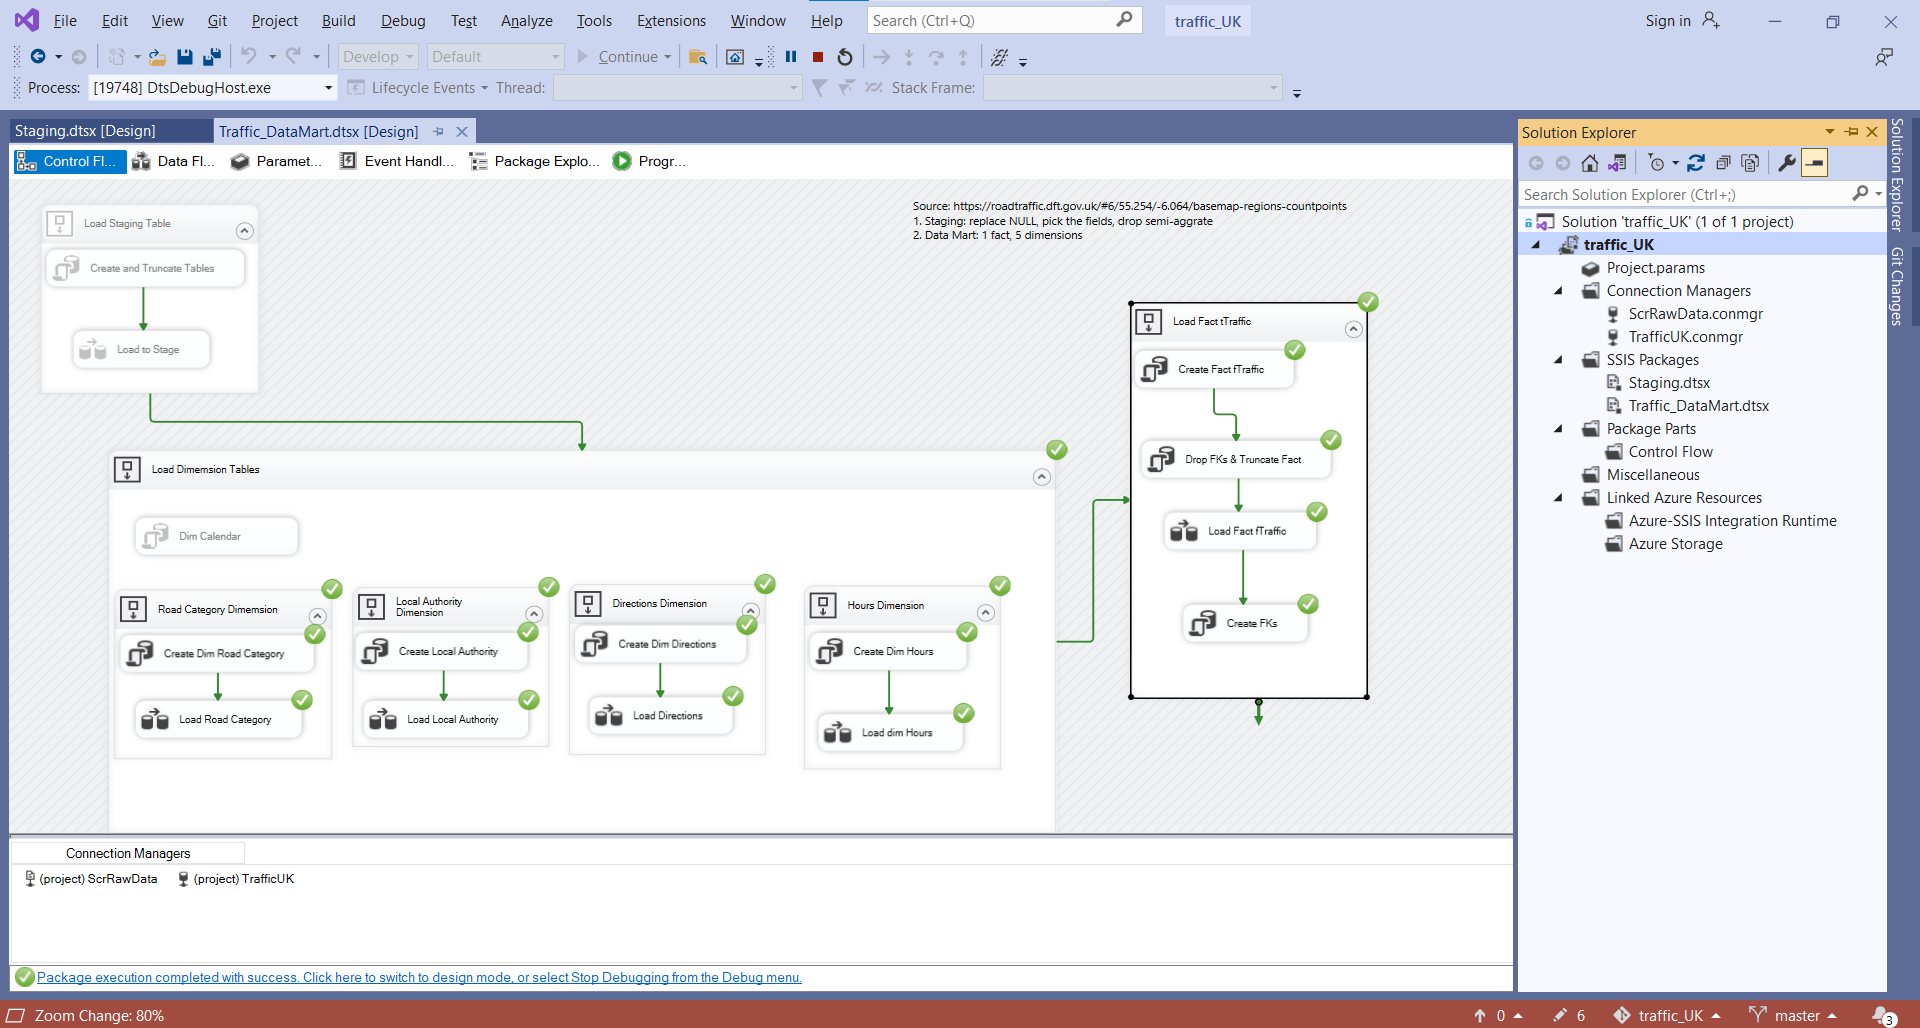 File Edit View Git Project Build Debug Test Analyze Tools Extensions Window Help Search (Ctrl+Q) traffic_UK Sign in
Develop Default Continue
Process: [19748] DtsDebugHost.exe Lifecycle Events Thread: Stack Frame:
Staging.dtsx [Design] Traffic_DataMart.dtsx [Design]
Control Fl... Data Fl... Paramet... Event Handl... Package Explo... Progr...
Source: https://roadtraffic.dft.gov.uk/#6/55.254/-6.064/basemap-regions-countpoints
1. Staging: replace NULL, pick the fields, drop semi-aggrate
2. Data Mart: 1 fact, 5 dimensions
Load Staging Table
Create and Truncate Tables
Load to Stage
Load Dimemsion Tables
Dim Calendar
Road Category Dimension
Create Dim Road Category
Load Road Category
Local Authority
Dimension
Create Local Authority
Load Local Authority
Directions Dimension
Create Dim Directions
Load Directions
Hours Dimension
Create Dim Hours
Load dim Hours
Load Fact tTraffic
Create Fact fTraffic
Drop FKs & Truncate Fact
Load Fact fTraffic
Create FKs
Connection Managers
(project) ScrRawData (project) TrafficUK
Package execution completed with success. Click here to switch to design mode, or select Stop Debugging from the Debug menu.
Solution Explorer
Search Solution Explorer (Ctrl+;)
Solution 'traffic_UK' (1 of 1 project)
traffic_UK
Project.params
Connection Managers
ScrRawData.conmgr
TrafficUK.conmgr
SSIS Packages
Staging.dtsx
Traffic_DataMart.dtsx
Package Parts
Control Flow
Miscellaneous
Linked Azure Resources
Azure-SSIS Integration Runtime
Azure Storage
Solution Explorer
Git Changes
Zoom Change: 80% 0 6 traffic_UK master 3